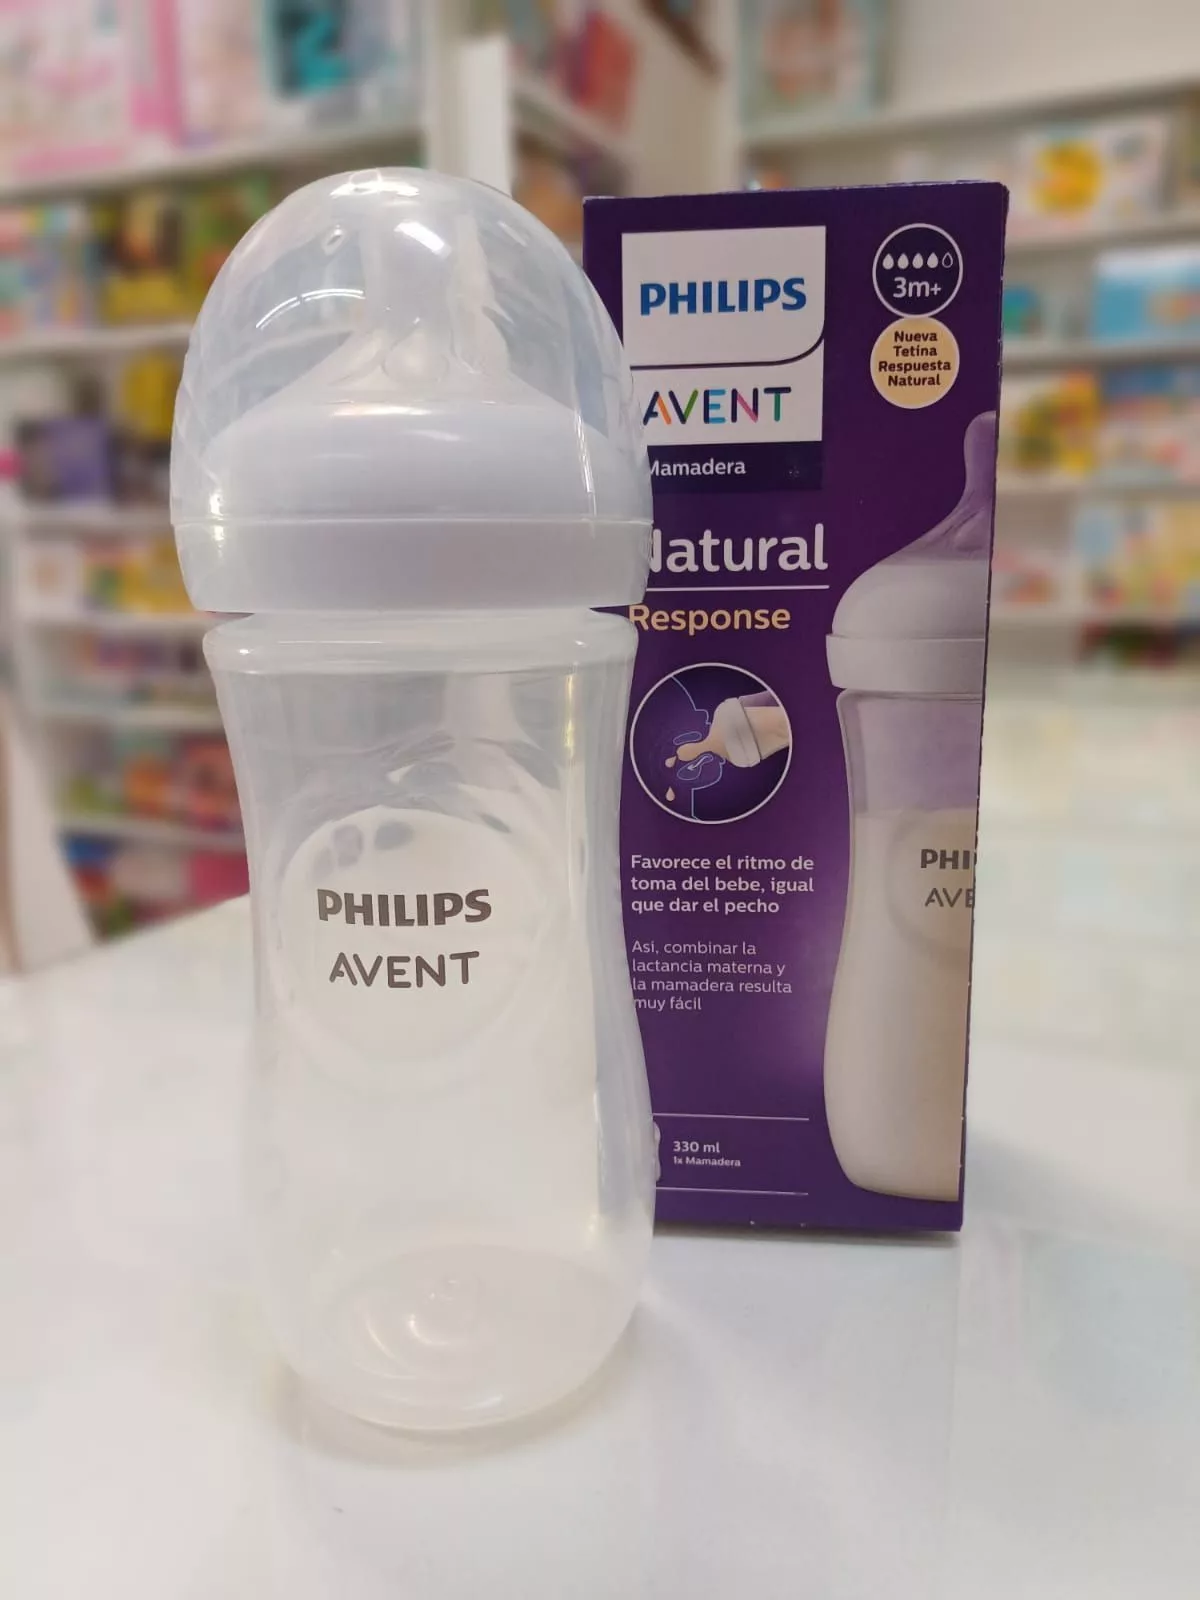 PHILIPS
AVENT
Mamadera
Natural
Response
3m+
Nueva
Tetina
Respuesta
Natural
Favorece el ritmo de
toma del bebe, igual
que dar el pecho
Así, combinar la
lactancia materna y
la mamadera resulta
muy fácil
330 ml
1x Mamadera
PHI
AVE
PHILIPS
AVENT